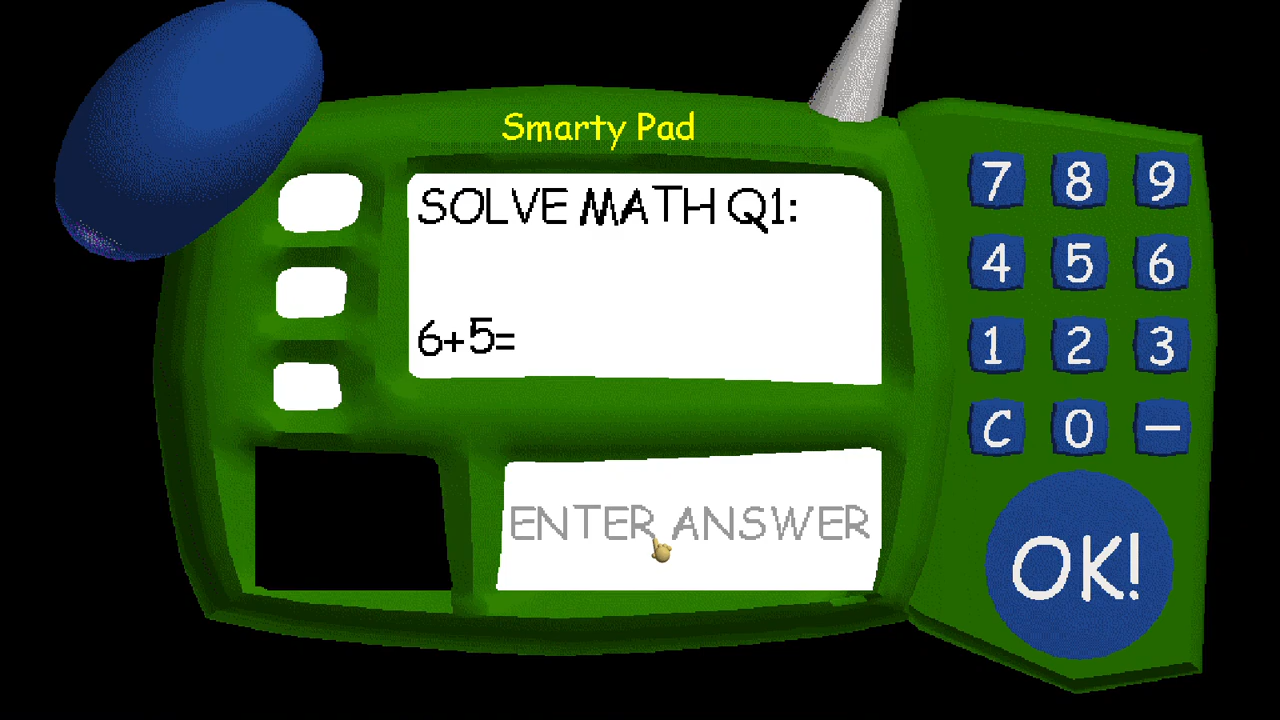 Smarty Pad
SOLVE MATH Q1:
6+5=
ENTER ANSWER
7 8 9
4 5 6
1 2 3
C 0 —
OK!